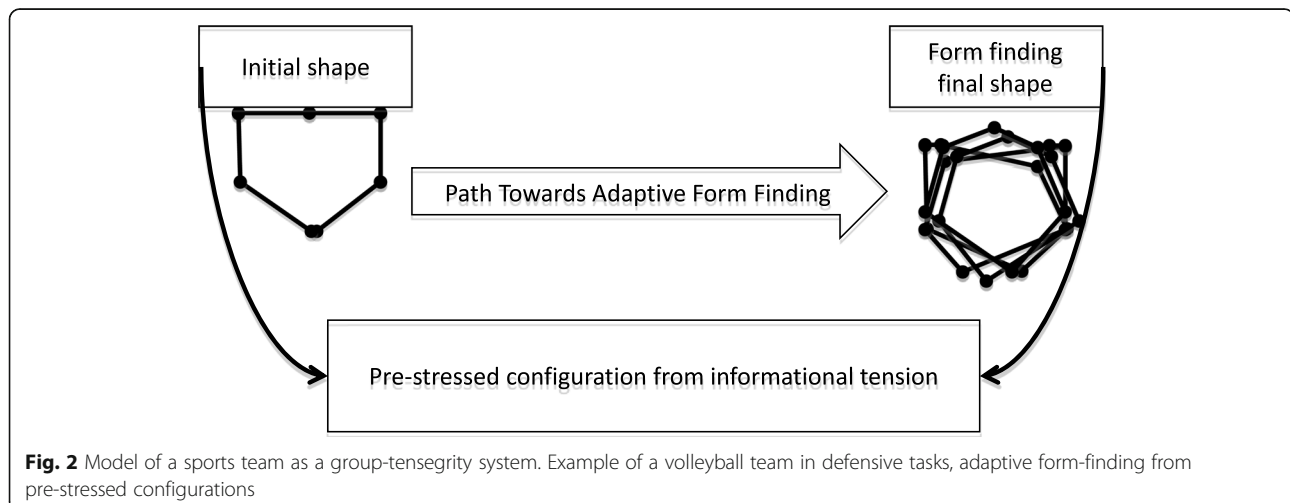 Initial shape
Form finding
final shape
Path Towards Adaptive Form Finding
Pre-stressed configuration from informational tension
Fig. 2 Model of a sports team as a group-tensegrity system. Example of a volleyball team in defensive tasks, adaptive form-finding from
pre-stressed configurations